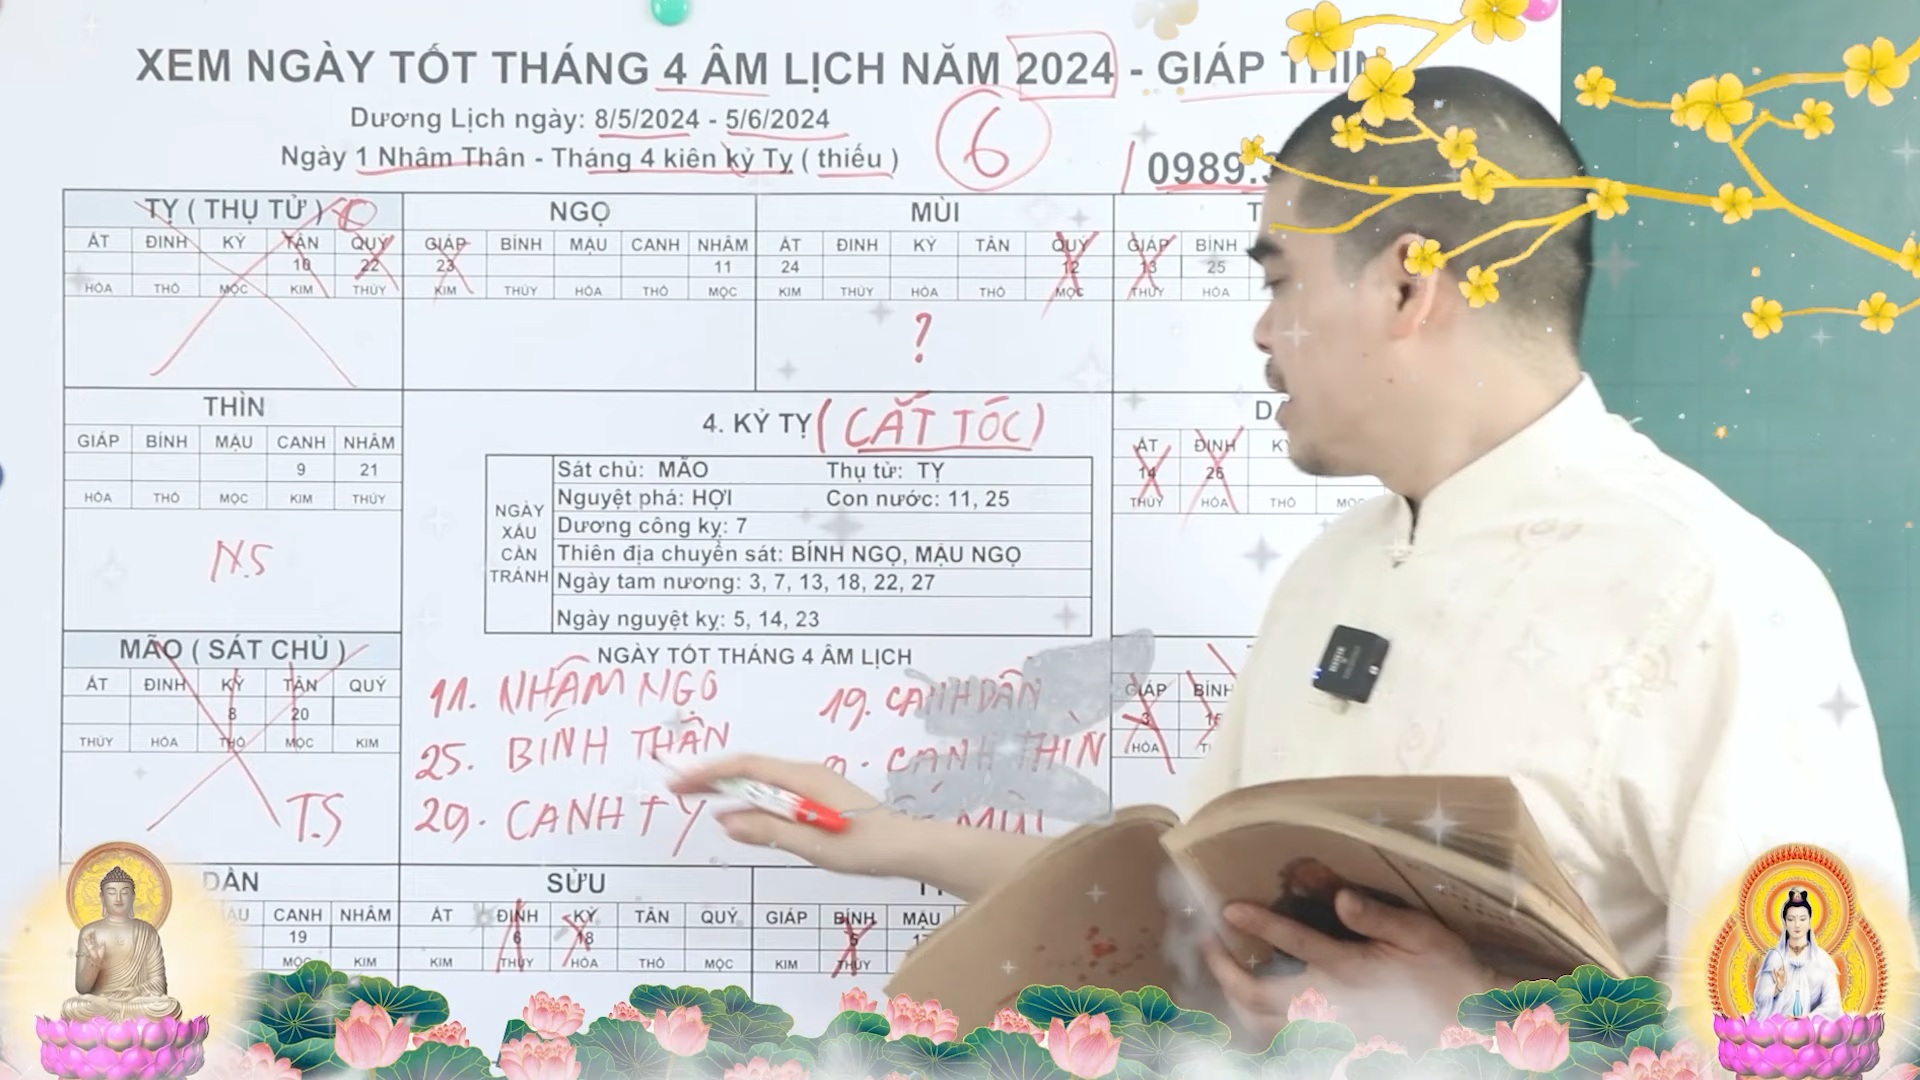 XEM NGÀY TỐT THÁNG 4 ÂM LỊCH NĂM 2024 - GIÁP THÌN
Dương Lịch ngày: 8/5/2024 - 5/6/2024
Ngày 1 Nhâm Thân - Tháng 4 kiên kỷ Tỵ ( thiếu )
6
0989.
TỴ ( THỤ TỬ )
NGỌ
MÙI
ẤT ĐINH KỶ TÂN QUÝ GIÁP BÍNH MẬU CANH NHÂM ẤT ĐINH KỶ TÂN QUÝ GIÁP BÍNH
10 22 23 11 24 12 13 25
HỎA THỔ MỘC KIM THỦY KIM THỦY HỎA THỔ MỘC KIM THỦY HỎA THỔ MỘC THỦY HỎA
?
THÌN
GIÁP BÍNH MẬU CANH NHÂM
9 21
HỎA THỔ MỘC KIM THỦY
N.S
4. KỶ TỴ ( CẮT TÓC )
NGÀY XẤU CẦN TRÁNH
Sát chủ: MÃO Thụ tử: TỴ
Nguyệt phá: HỢI Con nước: 11, 25
Dương công kỵ: 7
Thiên địa chuyển sát: BÍNH NGỌ, MẬU NGỌ
Ngày tam nương: 3, 7, 13, 18, 22, 27
Ngày nguyệt kỵ: 5, 14, 23
ẤT ĐINH
14 26
THỦY HỎA THỔ
MÃO ( SÁT CHỦ )
ẤT ĐINH KỶ TÂN QUÝ
8 20
THỦY HỎA THỔ MỘC KIM
T.S
NGÀY TỐT THÁNG 4 ÂM LỊCH
11. NHÂM NGỌ 19. CANH DẦN
25. BÍNH THÂN CANH THÌN
29. CANH TÝ MÙI
GIÁP BÍNH
3
HỎA
DẦN
CANH NHÂM
19
MỘC KIM
SỬU
ẤT ĐINH KỶ TÂN QUÝ GIÁP BÍNH MẬU
6 18 5 17
KIM THỦY HỎA THỔ MỘC KIM THỦY